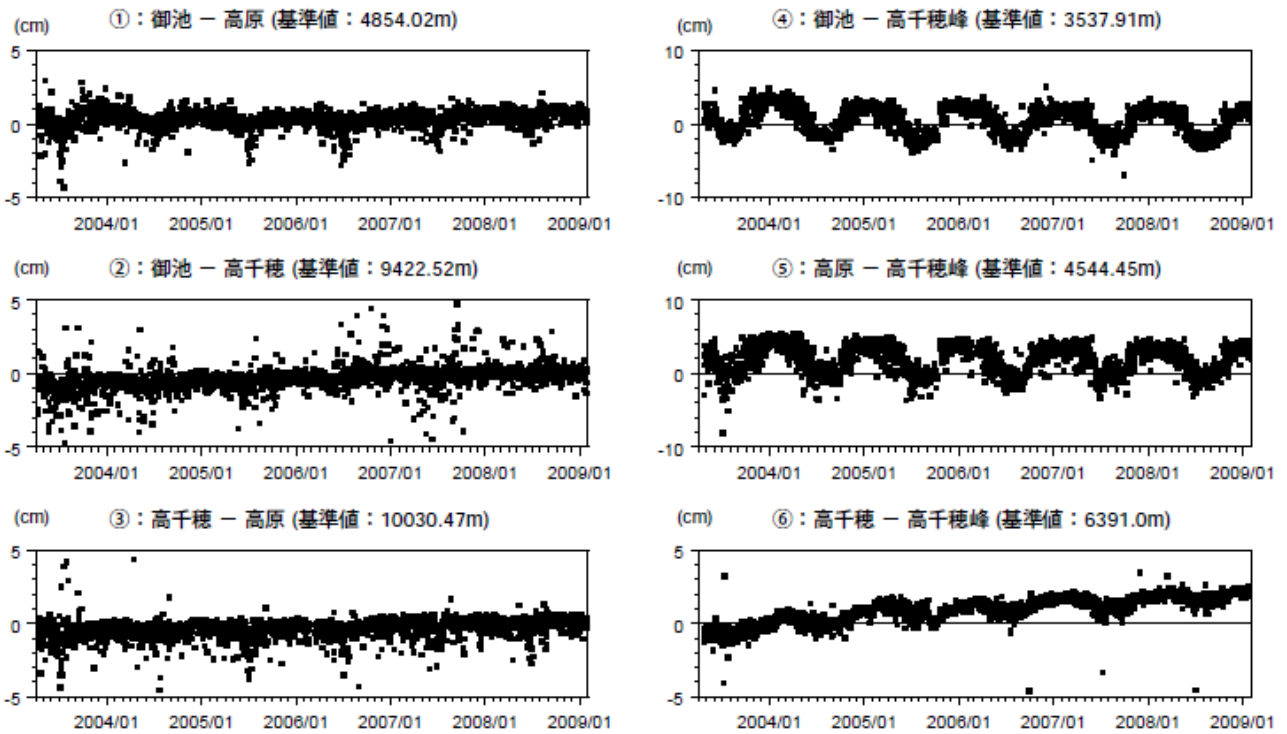 (cm) ①：御池 － 高原 (基準値：4854.02m)
5
0
-5
2004/01 2005/01 2006/01 2007/01 2008/01 2009/01
(cm) ②：御池 － 高千穂 (基準値：9422.52m)
5
0
-5
2004/01 2005/01 2006/01 2007/01 2008/01 2009/01
(cm) ③：高千穂 － 高原 (基準値：10030.47m)
5
0
-5
2004/01 2005/01 2006/01 2007/01 2008/01 2009/01
(cm) ④：御池 － 高千穂峰 (基準値：3537.91m)
10
0
-10
2004/01 2005/01 2006/01 2007/01 2008/01 2009/01
(cm) ⑤：高原 － 高千穂峰 (基準値：4544.45m)
10
0
-10
2004/01 2005/01 2006/01 2007/01 2008/01 2009/01
(cm) ⑥：高千穂 － 高千穂峰 (基準値：6391.0m)
5
0
-5
2004/01 2005/01 2006/01 2007/01 2008/01 2009/01